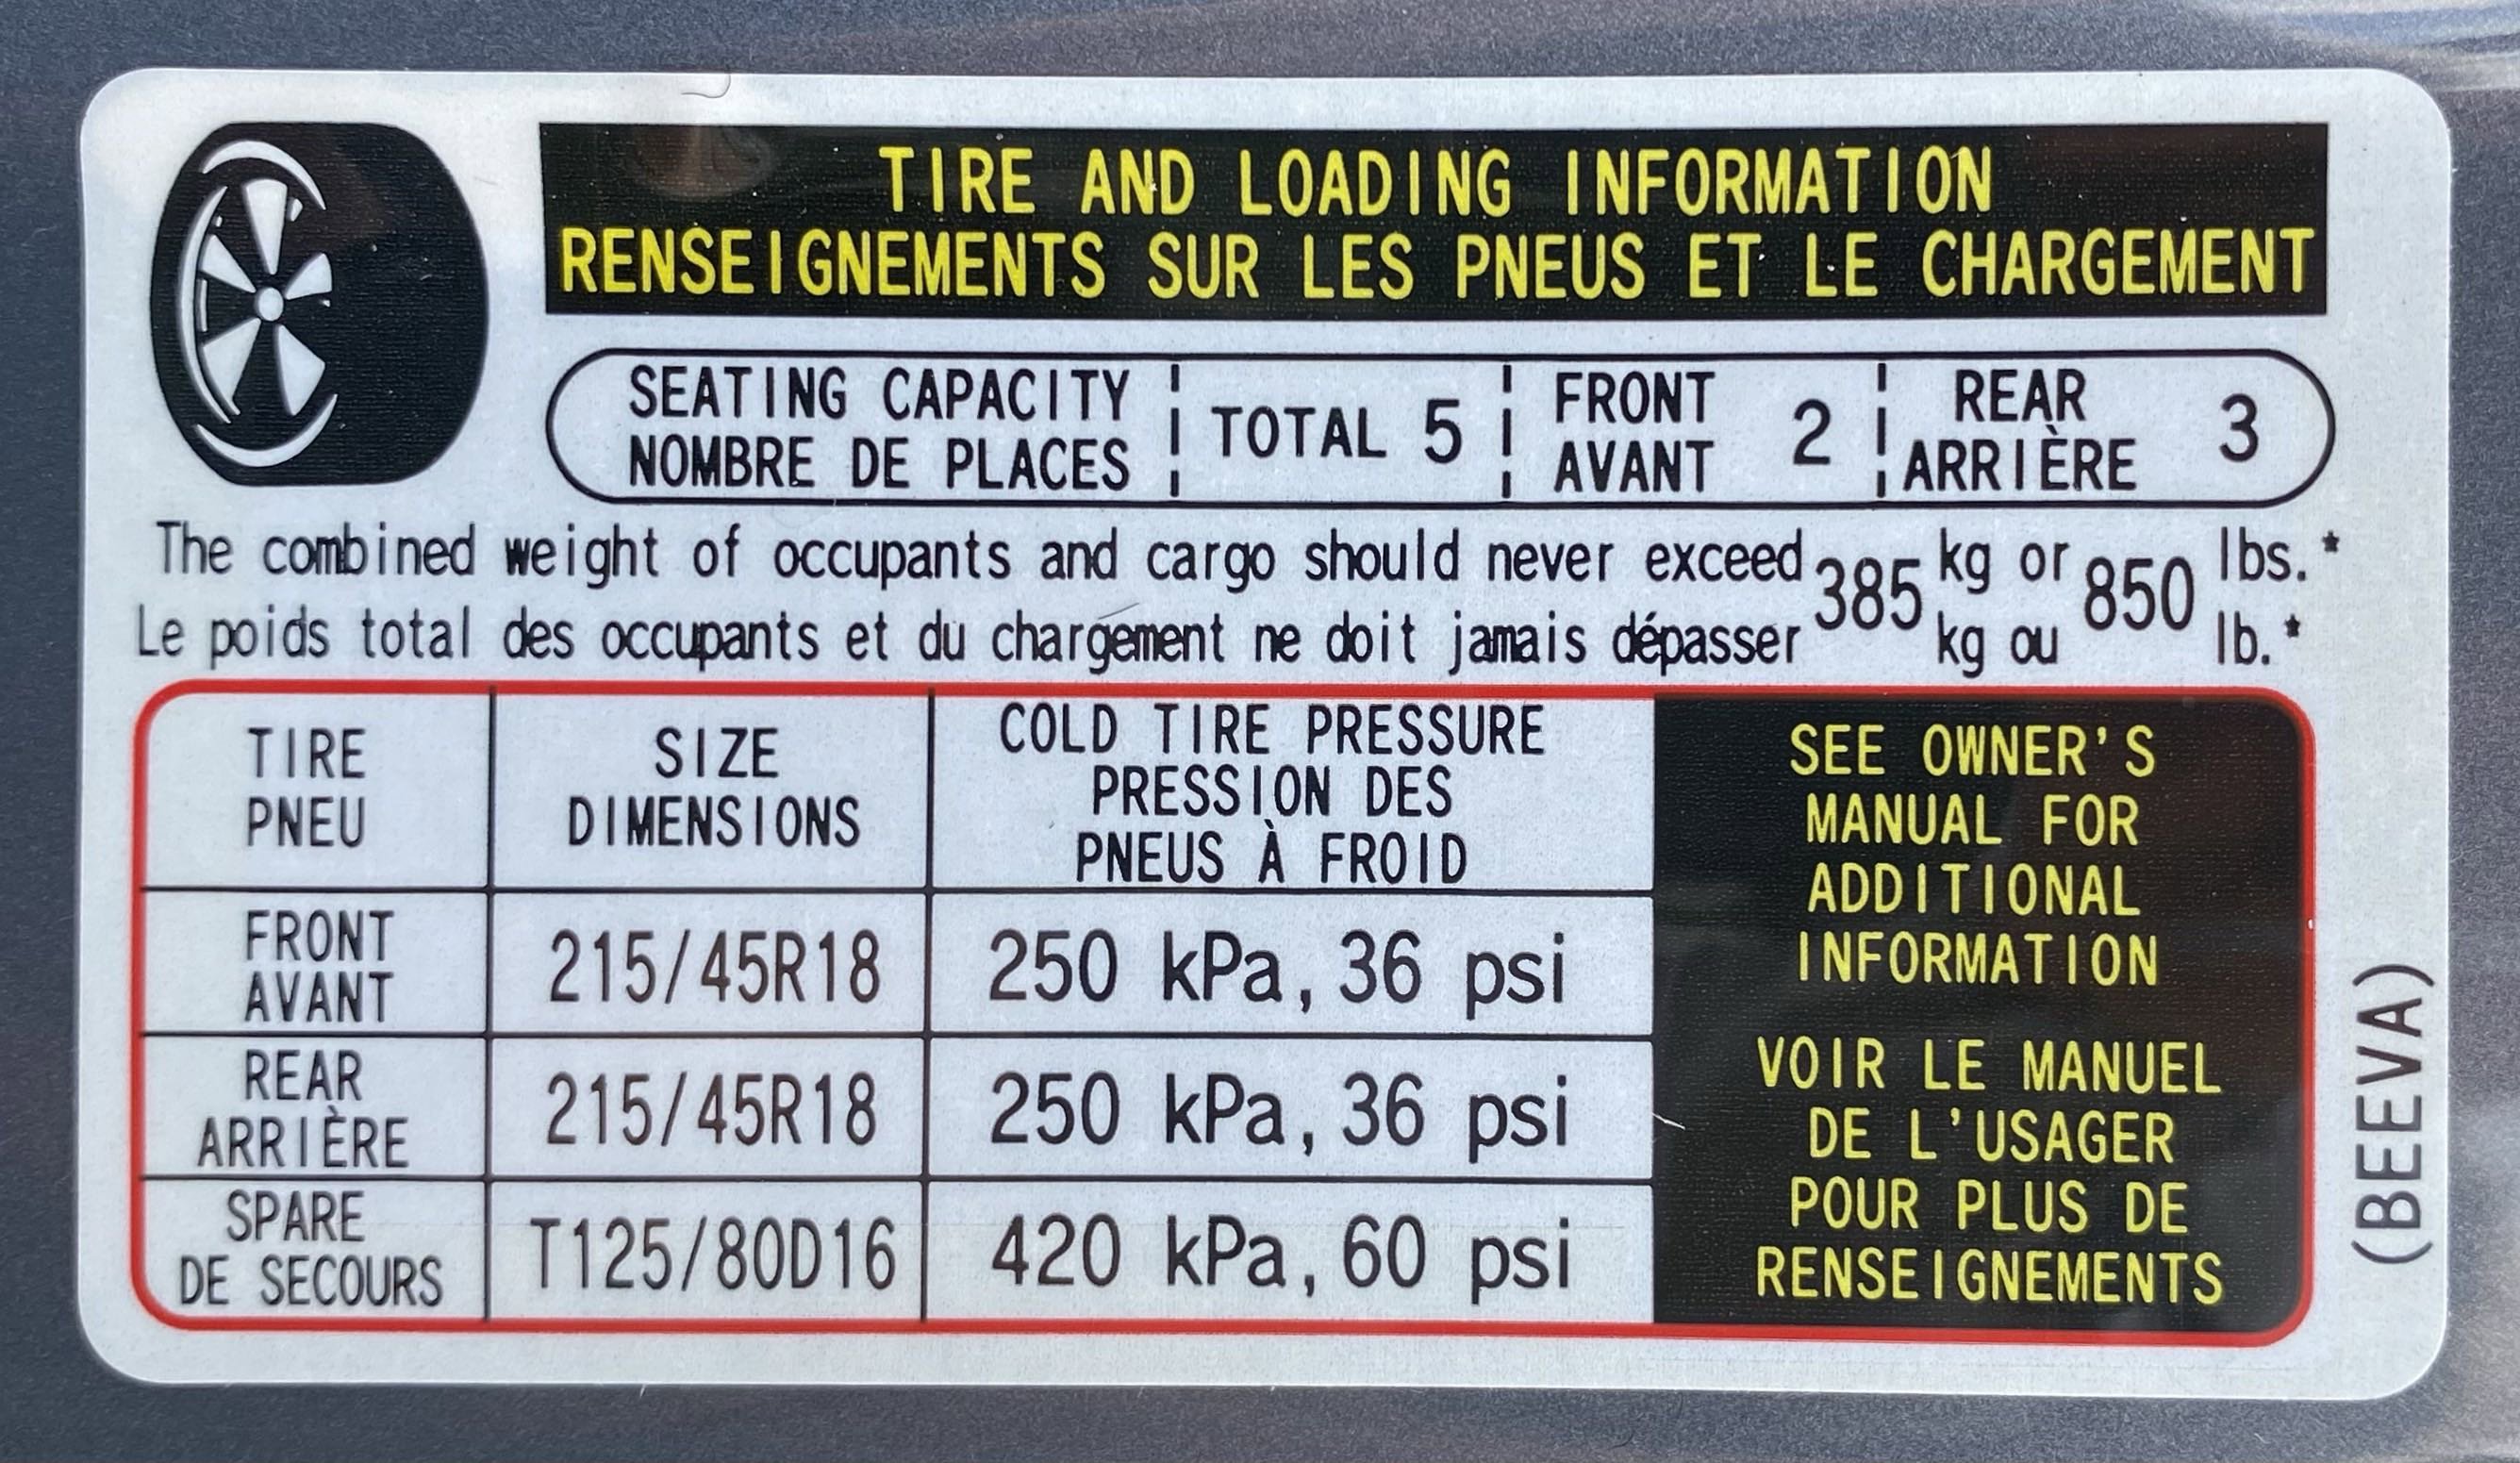 TIRE AND LOADING INFORMATION
RENSEIGNEMENTS SUR LES PNEUS ET LE CHARGEMENT
SEATING CAPACITY
NOMBRE DE PLACES
TOTAL 5
FRONT
AVANT
2
REAR
ARRIÈRE
3
The combined weight of occupants and cargo should never exceed 385 kg or 850 lbs.*
Le poids total des occupants et du chargement ne doit jamais dépasser kg ou lb.*
TIRE
PNEU
SIZE
DIMENSIONS
COLD TIRE PRESSURE
PRESSION DES
PNEUS À FROID
FRONT
AVANT
215/45R18
250 kPa, 36 psi
REAR
ARRIÈRE
215/45R18
250 kPa, 36 psi
SPARE
DE SECOURS
T125/80D16
420 kPa, 60 psi
SEE OWNER'S
MANUAL FOR
ADDITIONAL
INFORMATION
VOIR LE MANUEL
DE L'USAGER
POUR PLUS DE
RENSEIGNEMENTS
(BEEVA)